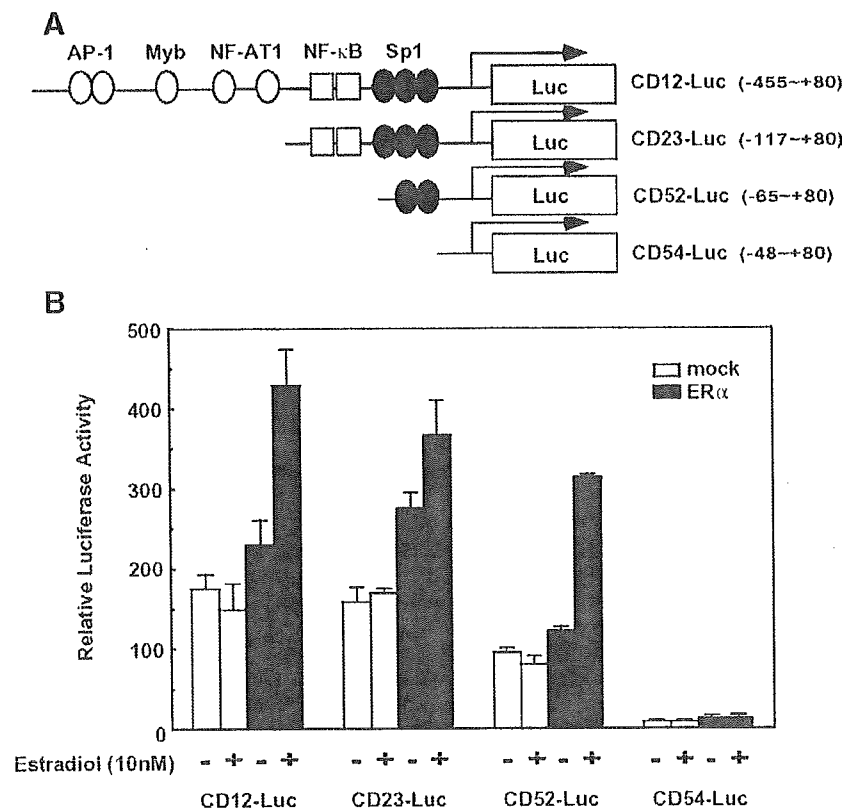 A
AP-1 Myb NF-AT1 NF-κB Sp1
Luc CD12-Luc (-455~+80)
Luc CD23-Luc (-117~+80)
Luc CD52-Luc (-65~+80)
Luc CD54-Luc (-48~+80)
B
500
400
300
200
100
0
Relative Luciferase Activity
mock
ERα
Estradiol (10nM) - + - + - + - + - + - + - + - +
CD12-Luc CD23-Luc CD52-Luc CD54-Luc